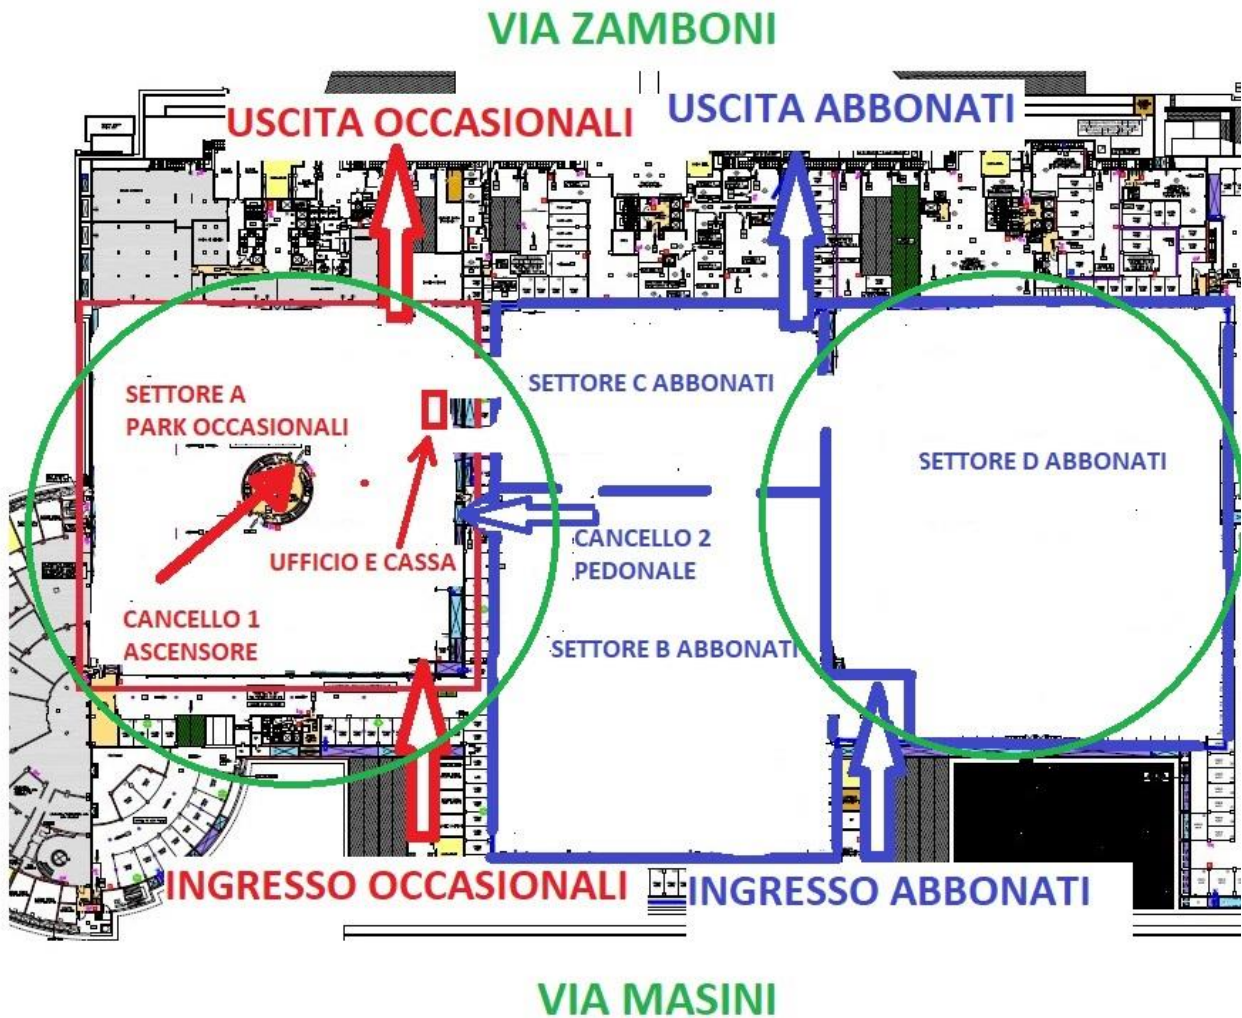 VIA ZAMBONI
USCITA OCCASIONALI
USCITA ABBONATI
SETTORE C ABBONATI
SETTORE A
PARK OCCASIONALI
SETTORE D ABBONATI
UFFICIO E CASSA
CANCELLO 2
PEDONALE
CANCELLO 1
ASCENSORE
SETTORE B ABBONATI
INGRESSO OCCASIONALI
INGRESSO ABBONATI
VIA MASINI